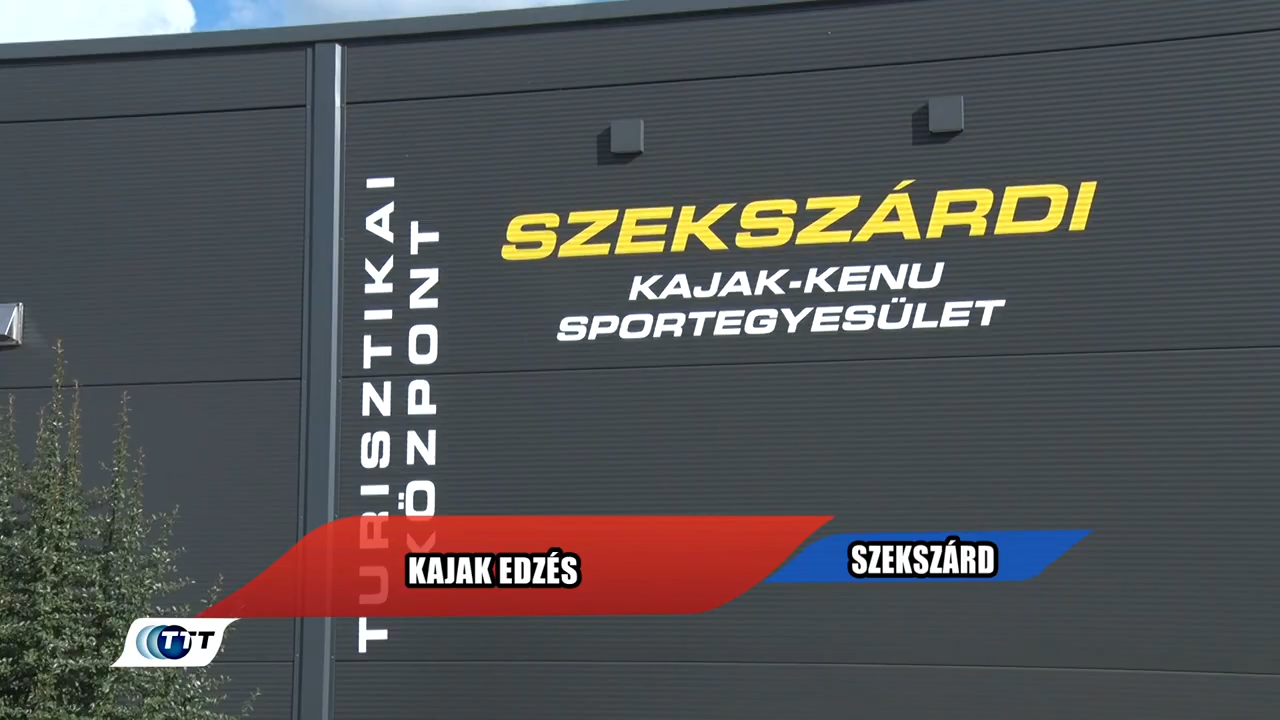 TURISZTIKAI
KÖZPONT
SZEKSZÁRDI
KAJAK-KENU
SPORTEGYESÜLET
KAJAK EDZÉS
SZEKSZÁRD
TTT